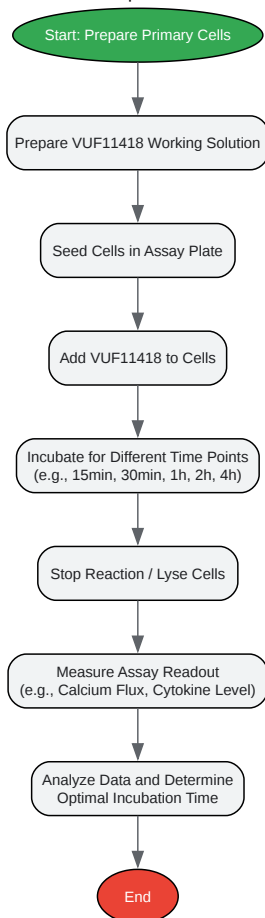 Start: Prepare Primary Cells
Prepare VUF11418 Working Solution
Seed Cells in Assay Plate
Add VUF11418 to Cells
Incubate for Different Time Points
(e.g., 15min, 30min, 1h, 2h, 4h)
Stop Reaction / Lyse Cells
Measure Assay Readout
(e.g., Calcium Flux, Cytokine Level)
Analyze Data and Determine
Optimal Incubation Time
End